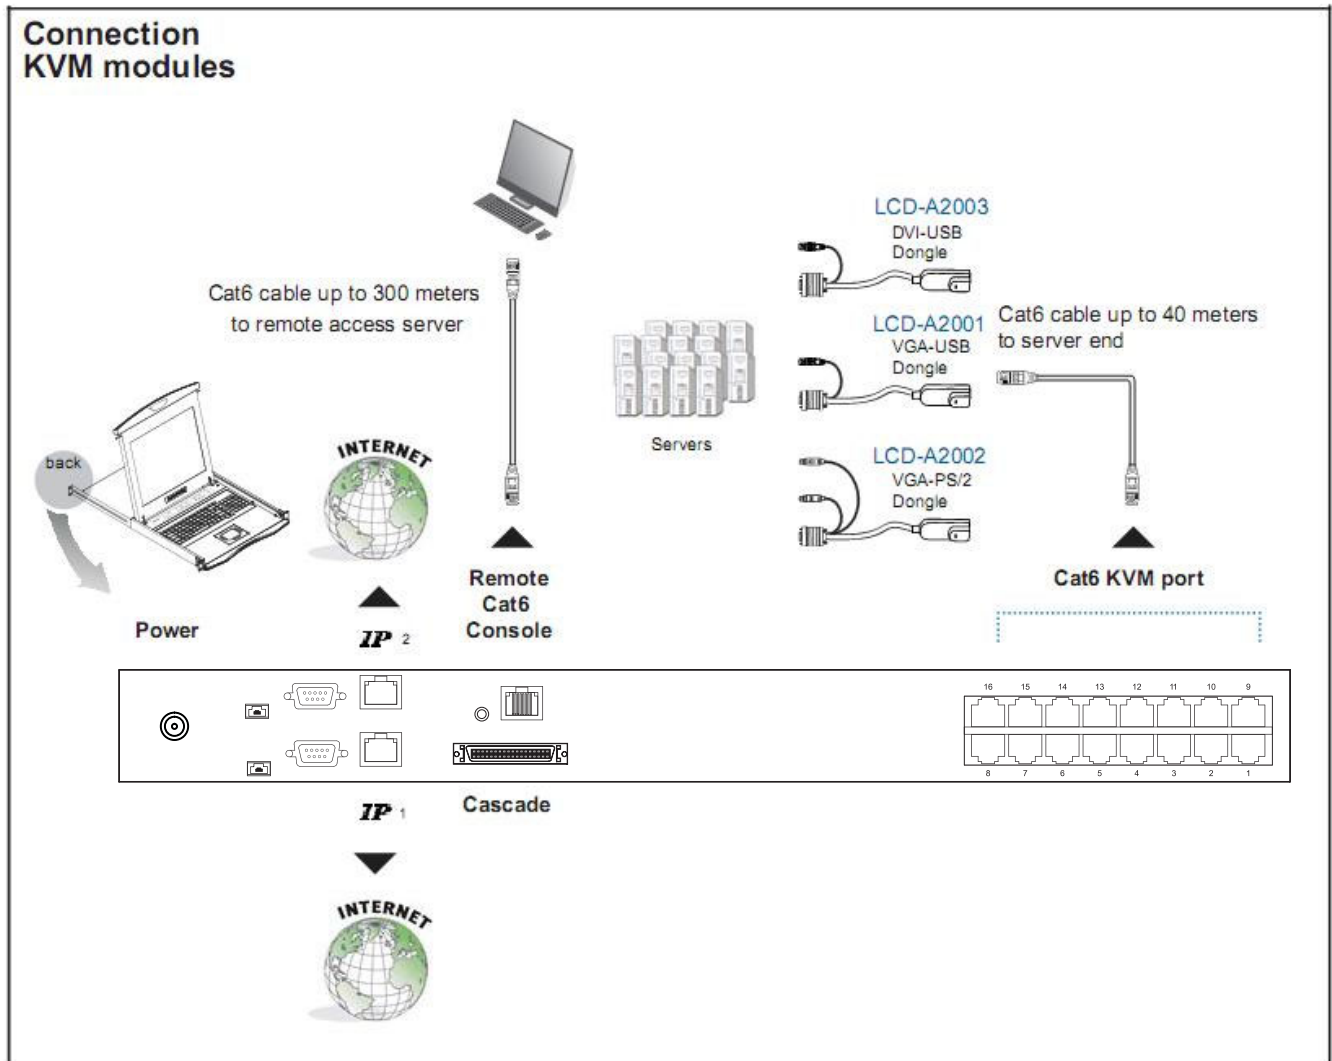 Connection
KVM modules
LCD-A2003
DVI-USB
Dongle
Cat6 cable up to 300 meters
to remote access server
LCD-A2001
VGA-USB
Dongle
Cat6 cable up to 40 meters
to server end
Servers
back
INTERNET
LCD-A2002
VGA-PS/2
Dongle
Remote
Cat6
Console
Cat6 KVM port
Power
IP 2
16 15 14 13 12 11 10 9
8 7 6 5 4 3 2 1
IP 1
Cascade
INTERNET